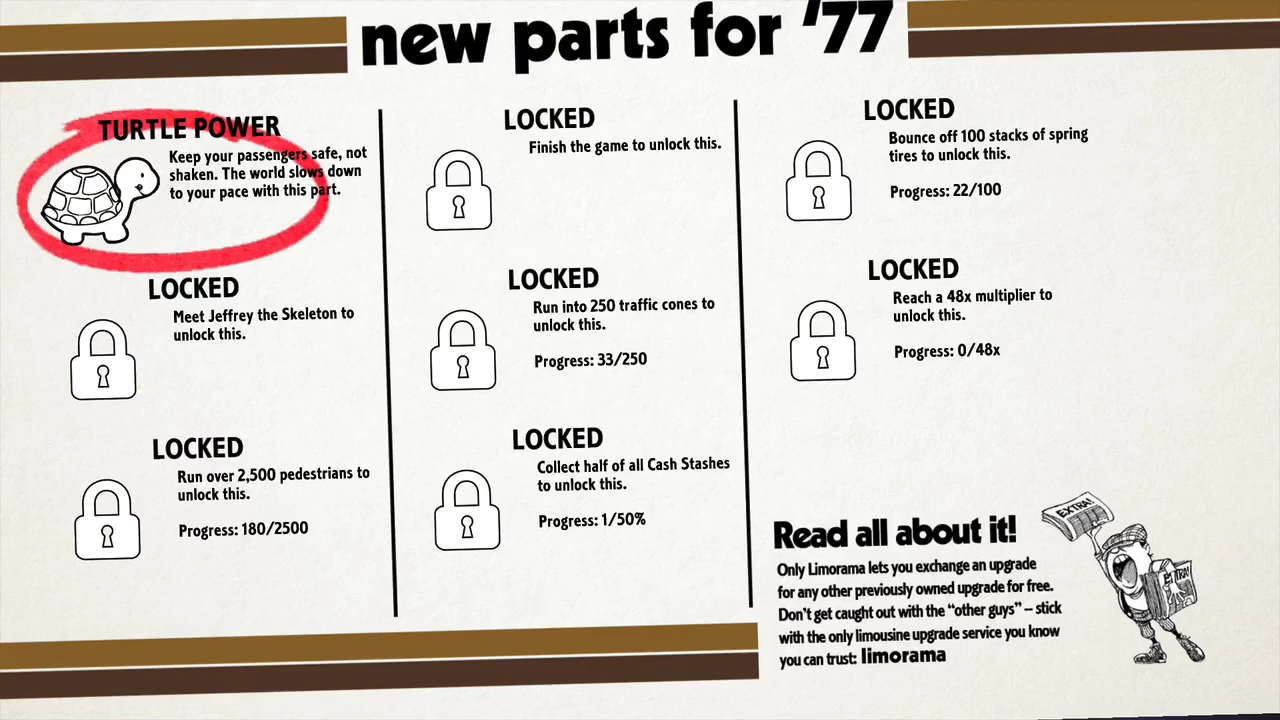 new parts for '77
TURTLE POWER
Keep your passengers safe, not
shaken. The world slows down
to your pace with this part.
LOCKED
Meet Jeffrey the Skeleton to
unlock this.
LOCKED
Run over 2,500 pedestrians to
unlock this.
Progress: 180/2500
LOCKED
Finish the game to unlock this.
LOCKED
Run into 250 traffic cones to
unlock this.
Progress: 33/250
LOCKED
Collect half of all Cash Stashes
to unlock this.
Progress: 1/50%
LOCKED
Bounce off 100 stacks of spring
tires to unlock this.
Progress: 22/100
LOCKED
Reach a 48x multiplier to
unlock this.
Progress: 0/48x
Read all about it!
Only Limorama lets you exchange an upgrade
for any other previously owned upgrade for free.
Don't get caught out with the "other guys" – stick
with the only limousine upgrade service you know
you can trust: limorama
EXTRA!
EXTRA!